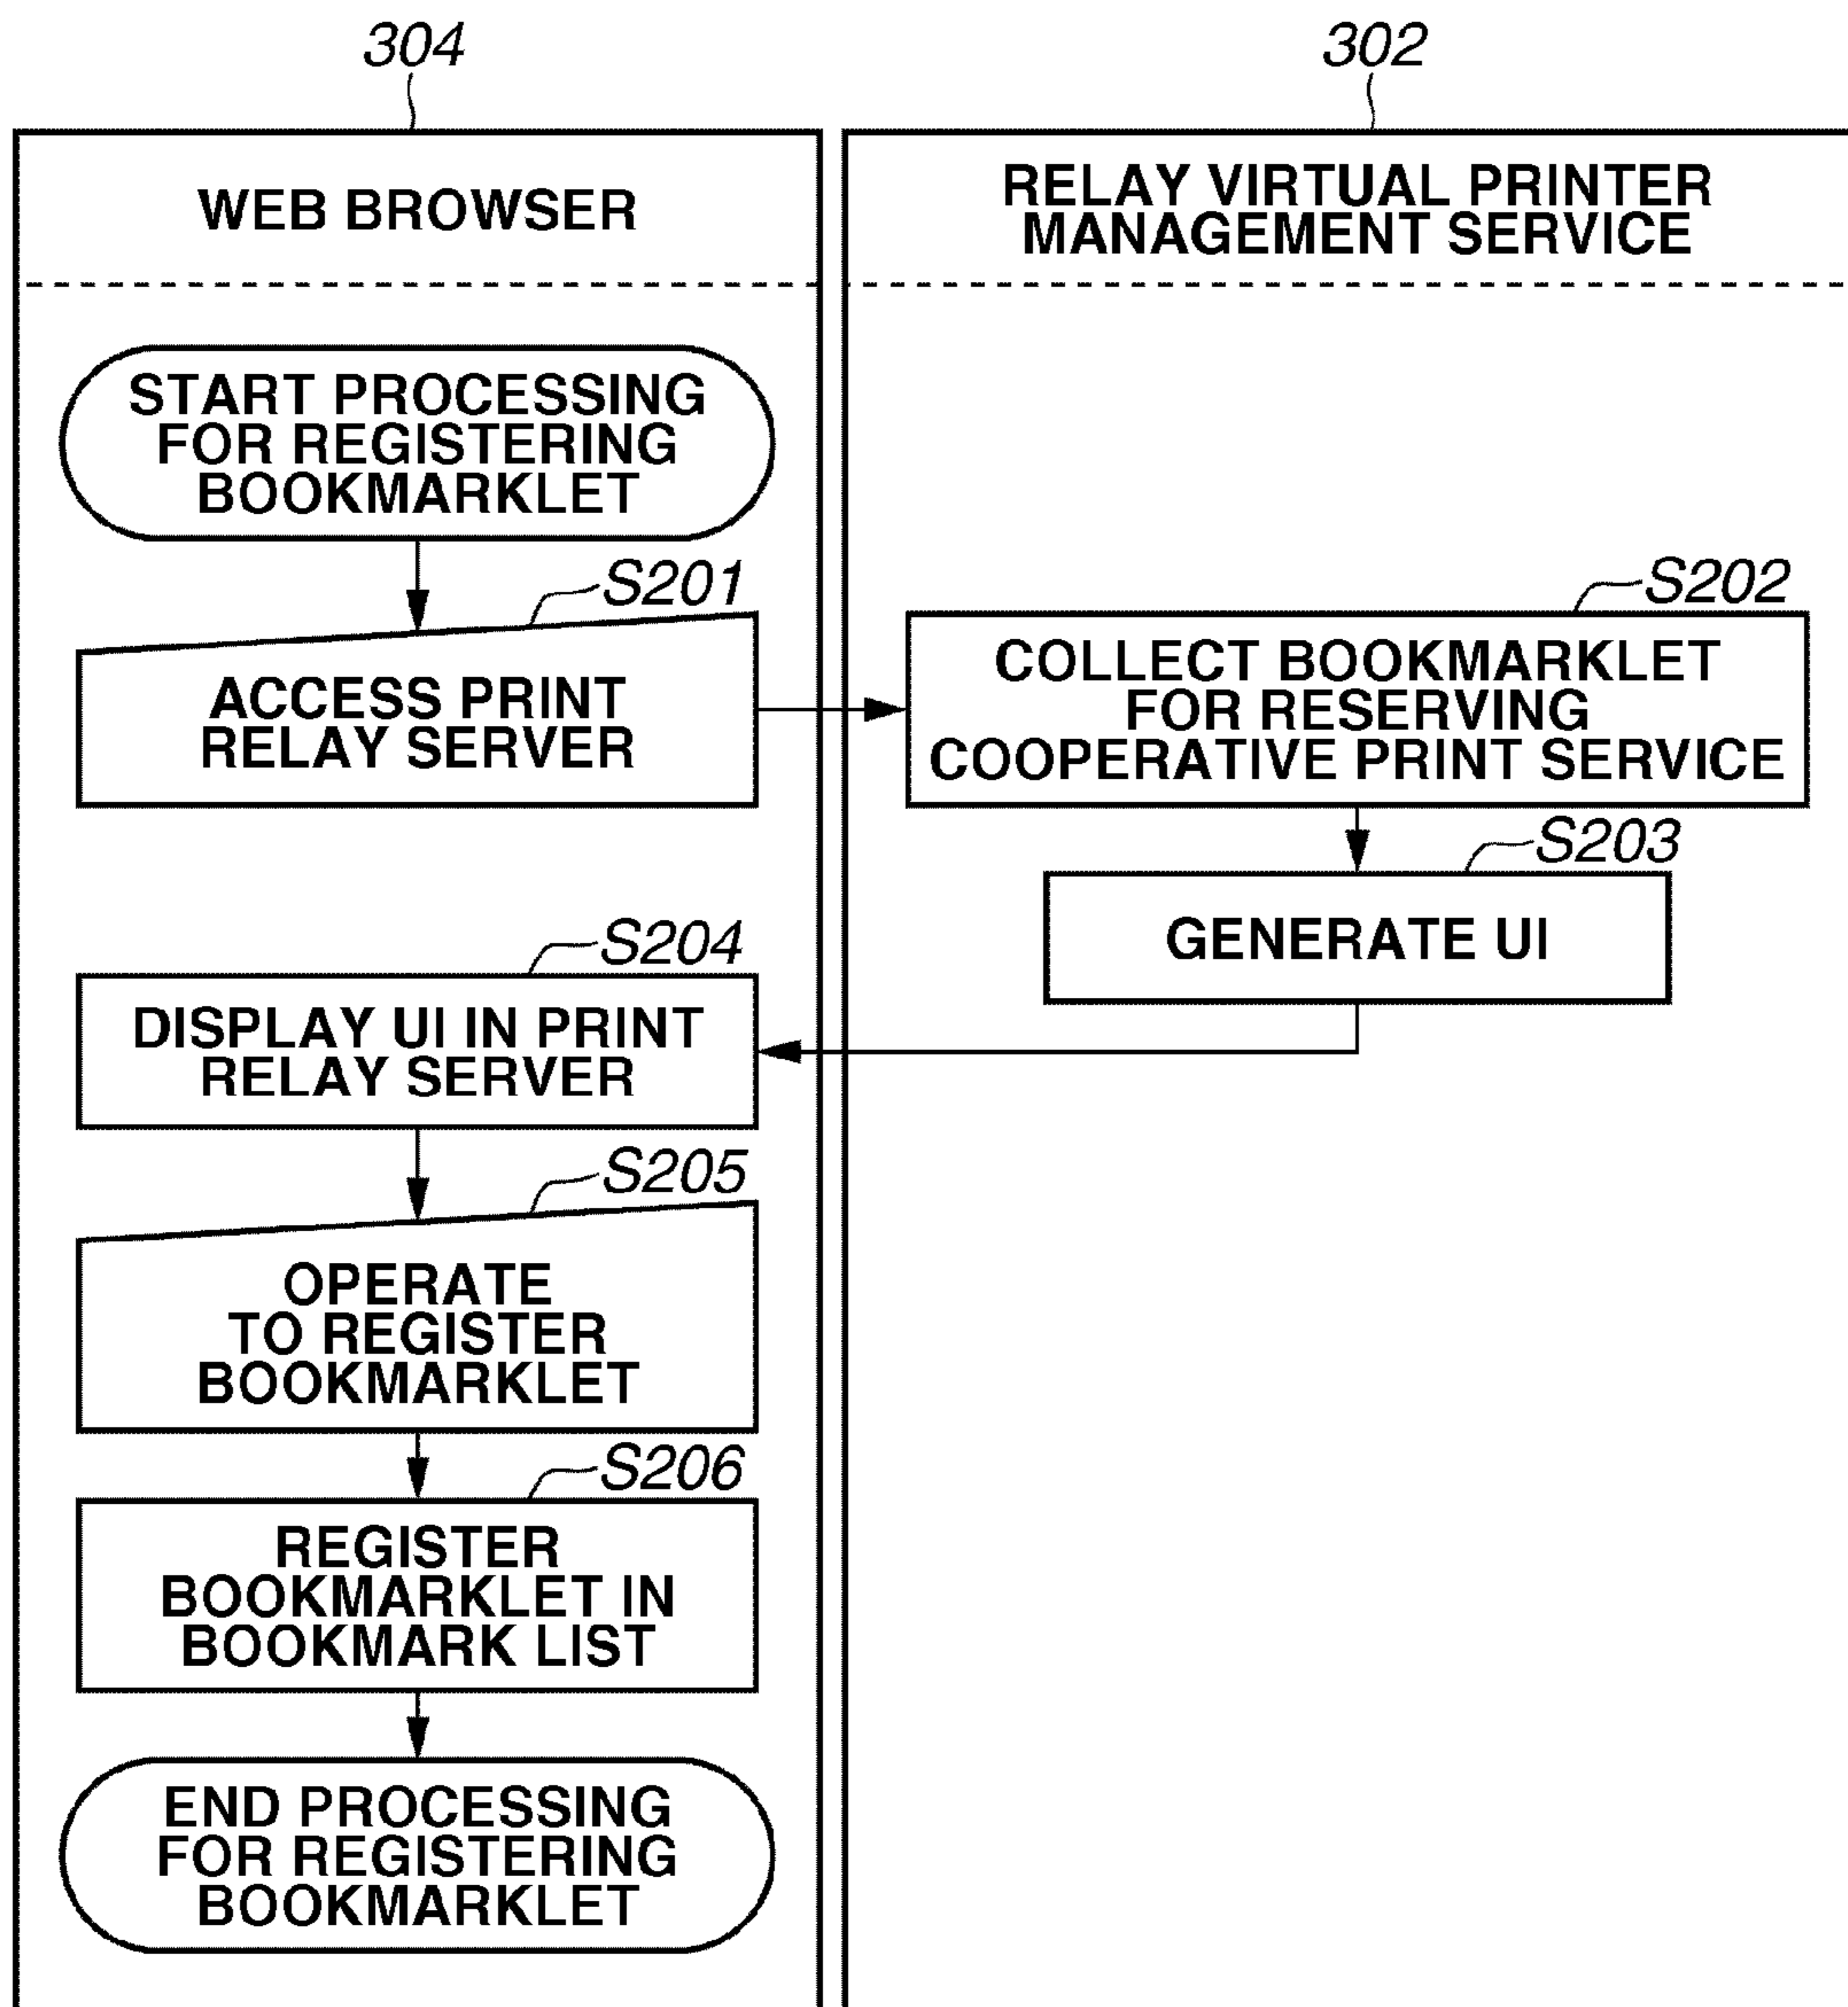 304
302
WEB BROWSER
RELAY VIRTUAL PRINTER
MANAGEMENT SERVICE
START PROCESSING
FOR REGISTERING
BOOKMARKLET
S201
ACCESS PRINT
RELAY SERVER
S202
COLLECT BOOKMARKLET
FOR RESERVING
COOPERATIVE PRINT SERVICE
S203
GENERATE UI
S204
DISPLAY UI IN PRINT
RELAY SERVER
S205
OPERATE
TO REGISTER
BOOKMARKLET
S206
REGISTER
BOOKMARKLET IN
BOOKMARK LIST
END PROCESSING
FOR REGISTERING
BOOKMARKLET